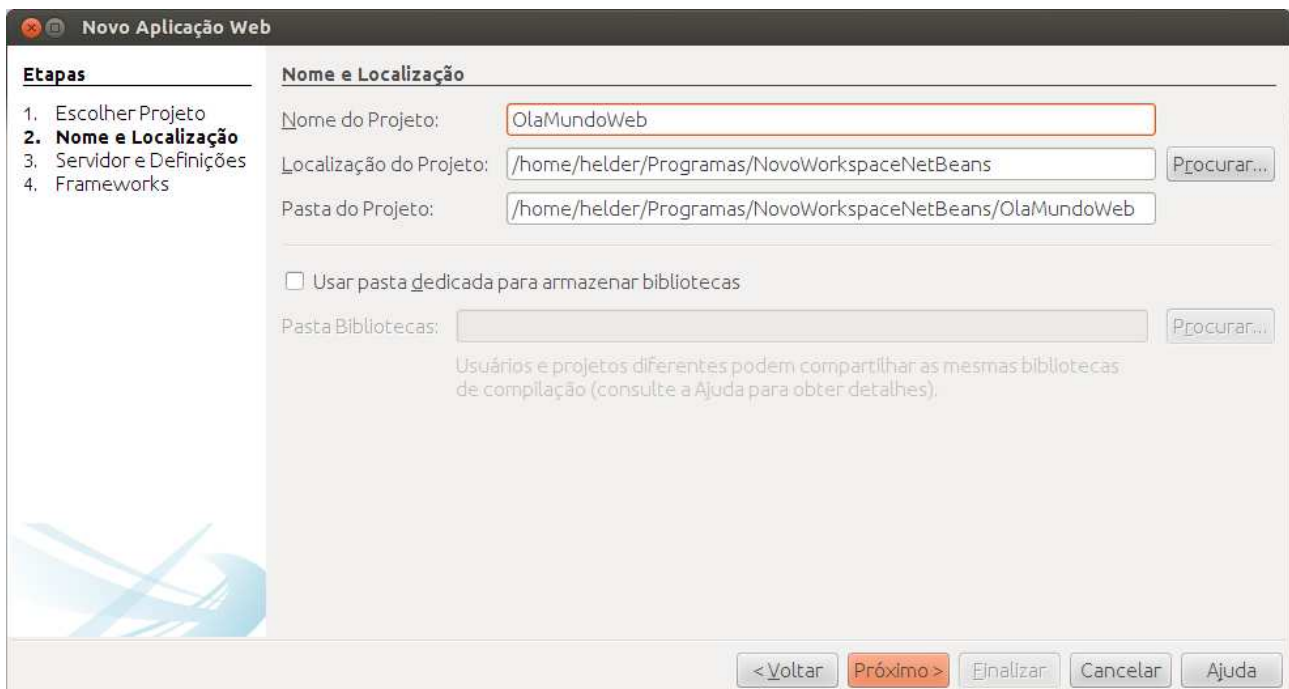 Novo Aplicação Web
Etapas
1. Escolher Projeto
2. Nome e Localização
3. Servidor e Definições
4. Frameworks
Nome e Localização
Nome do Projeto: OlaMundoWeb
Localização do Projeto: /home/helder/Programas/NovoWorkspaceNetBeans Procurar...
Pasta do Projeto: /home/helder/Programas/NovoWorkspaceNetBeans/OlaMundoWeb
Usar pasta dedicada para armazenar bibliotecas
Pasta Bibliotecas: Procurar...
Usuários e projetos diferentes podem compartilhar as mesmas bibliotecas
de compilação (consulte a Ajuda para obter detalhes).
< Voltar Próximo > Finalizar Cancelar Ajuda